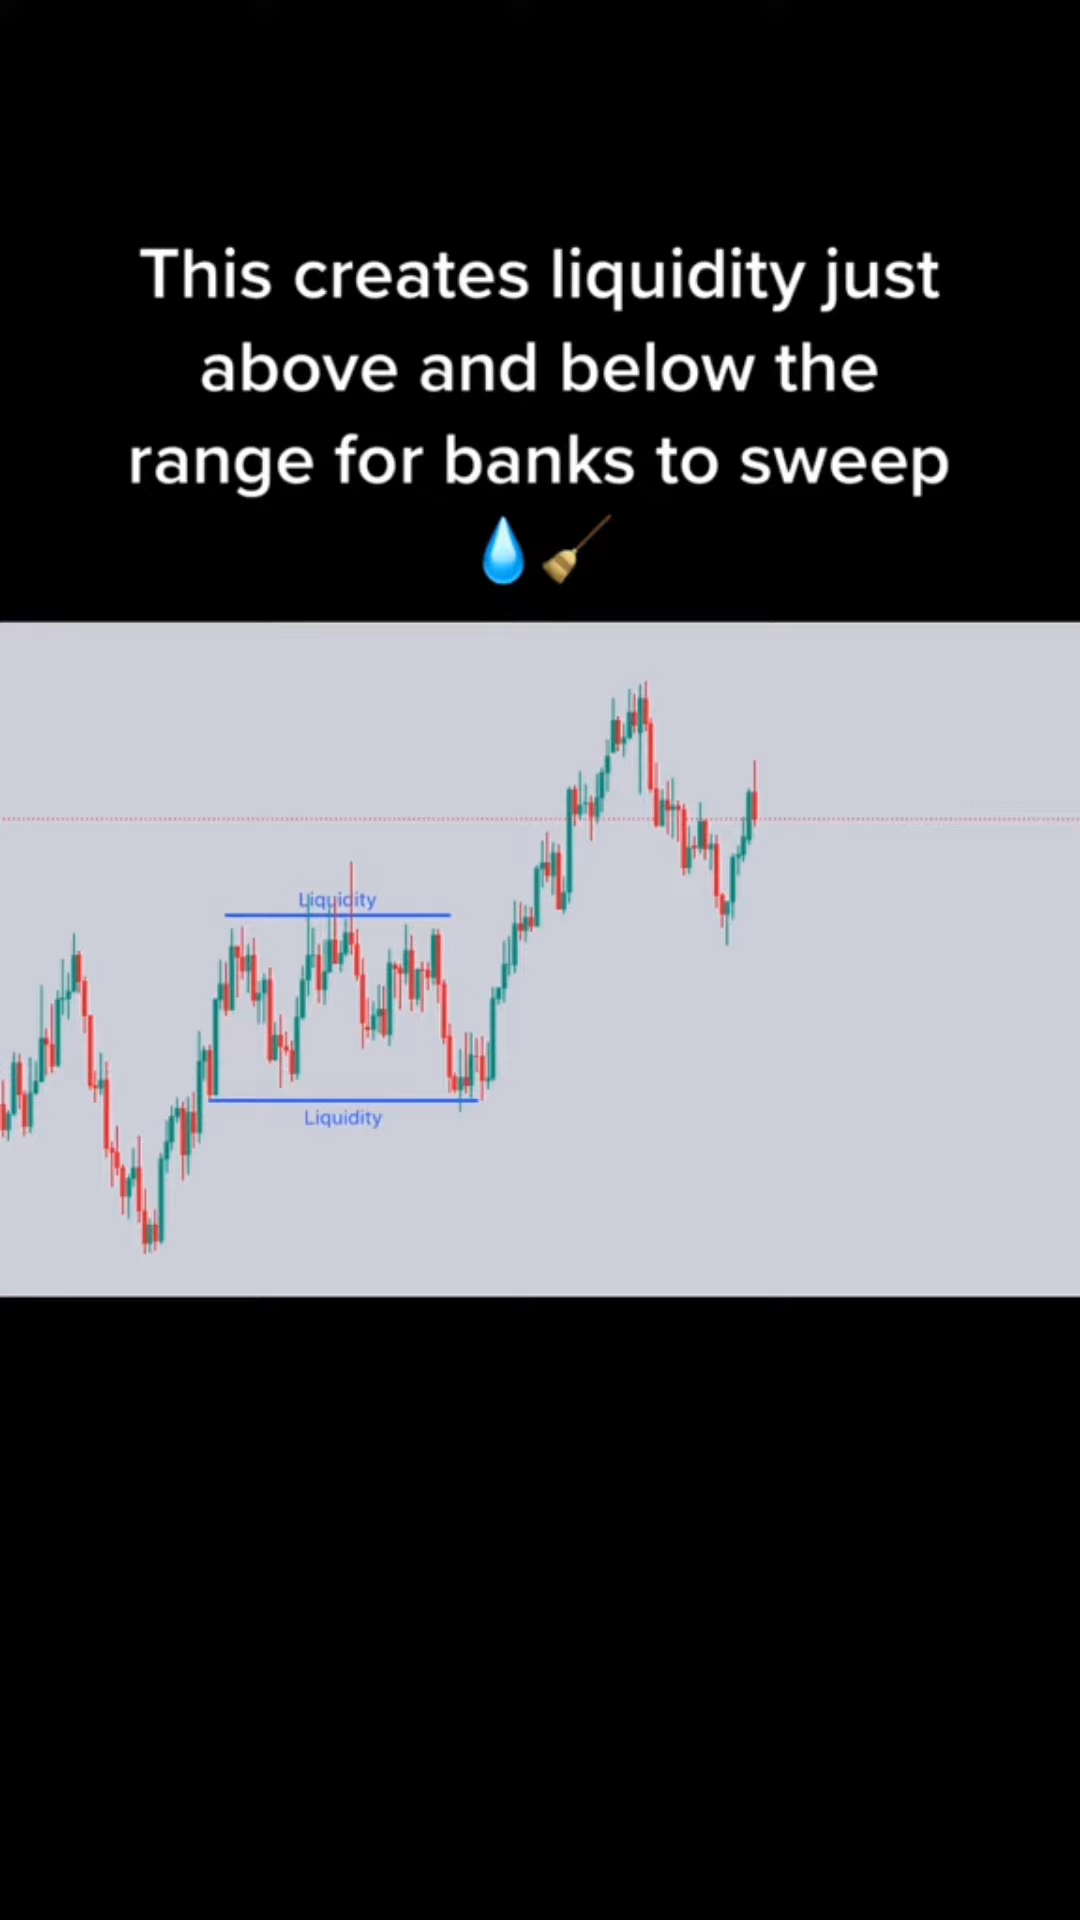 This creates liquidity just
above and below the
range for banks to sweep
💧🧹
Liquidity
Liquidity